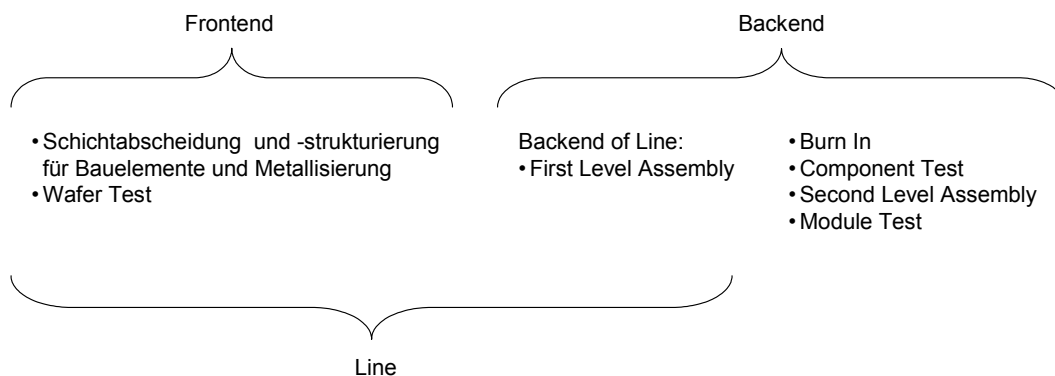 Frontend
Backend
• Schichtabscheidung und -strukturierung
für Bauelemente und Metallisierung
• Wafer Test
Backend of Line:
• First Level Assembly
• Burn In
• Component Test
• Second Level Assembly
• Module Test
Line